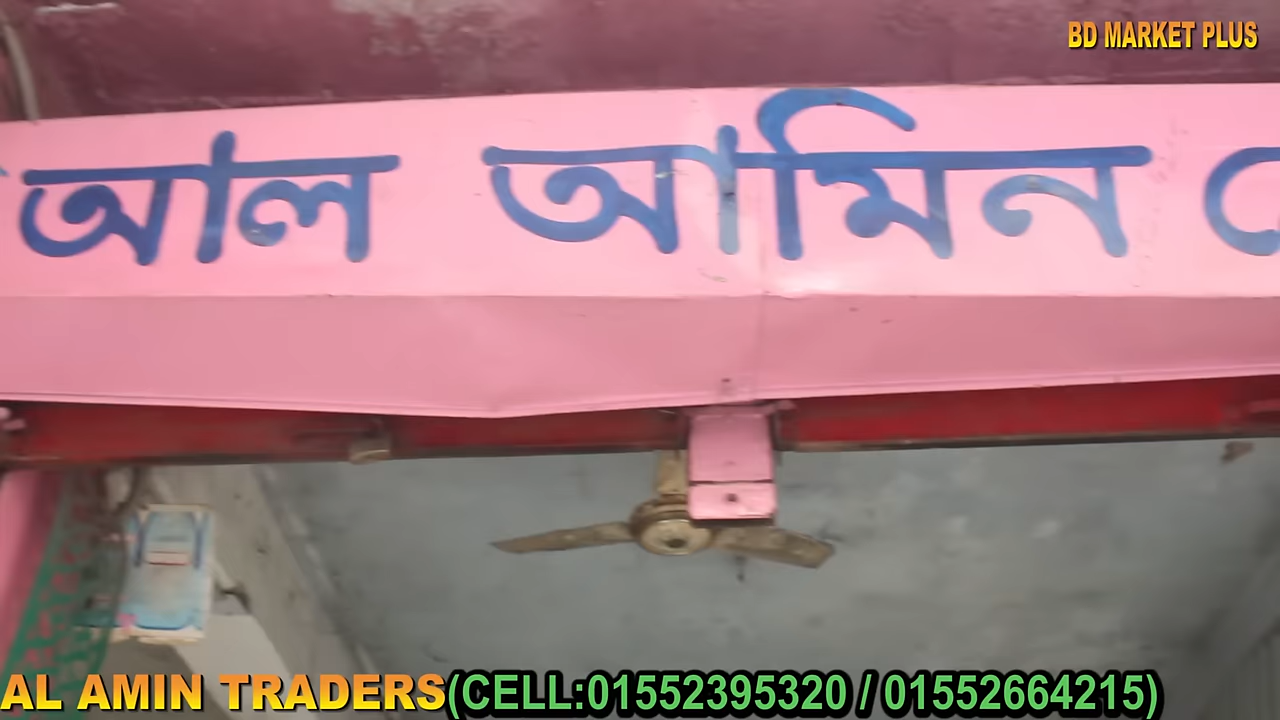 BD MARKET PLUS
আল আমিন
AL AMIN TRADERS(CELL:01552395320 / 01552664215)